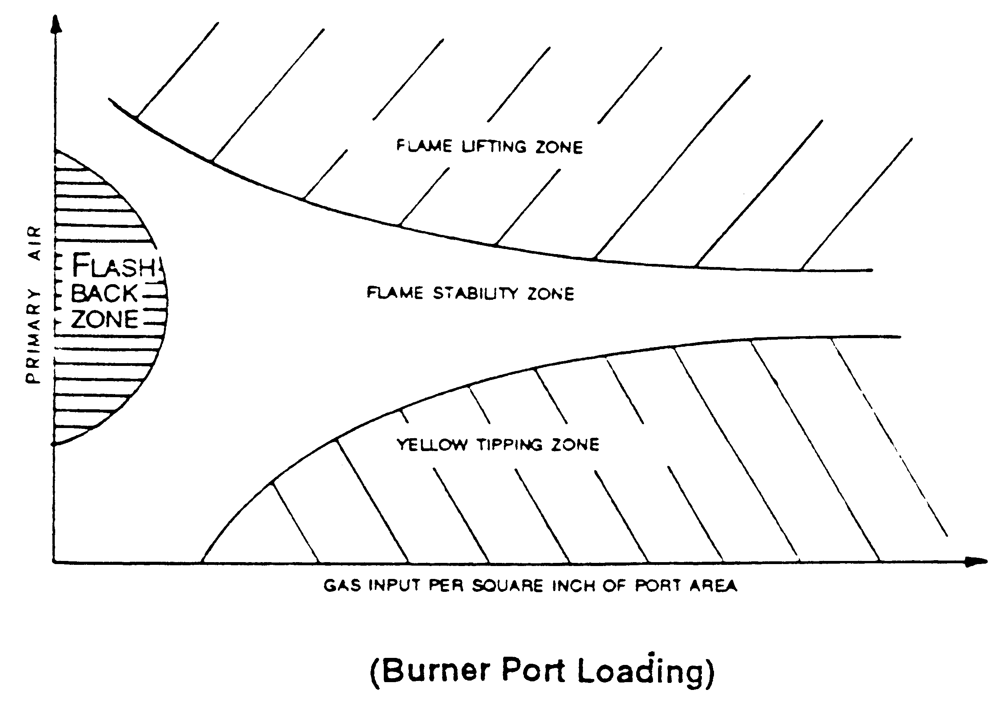 FLAME LIFTING ZONE
PRIMARY AIR
FLASH
BACK
ZONE
FLAME STABILITY ZONE
YELLOW TIPPING ZONE
GAS INPUT PER SQUARE INCH OF PORT AREA
(Burner Port Loading)